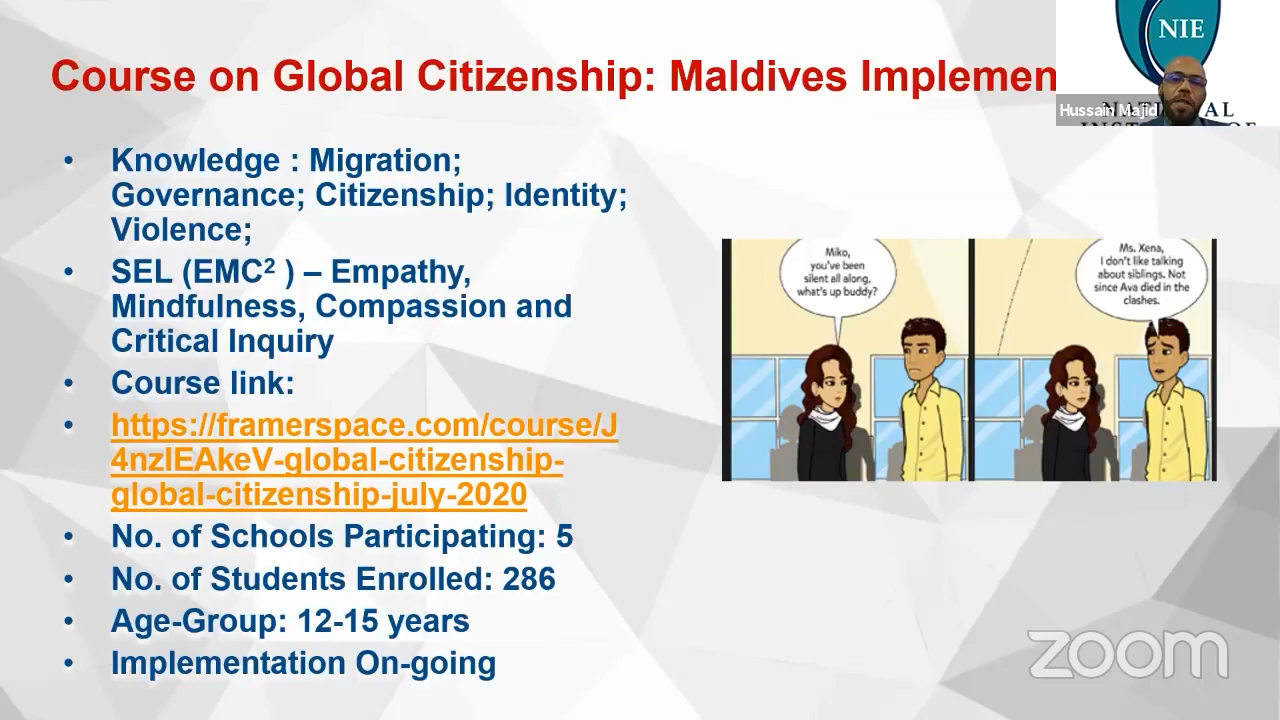 Course on Global Citizenship: Maldives Implemen
NIE
Hussain Majid
Knowledge : Migration;
Governance; Citizenship; Identity;
Violence;
SEL (EMC² ) – Empathy,
Mindfulness, Compassion and
Critical Inquiry
Course link:
https://framerspace.com/course/J
4nzlEAkeV-global-citizenship-
global-citizenship-july-2020
No. of Schools Participating: 5
No. of Students Enrolled: 286
Age-Group: 12-15 years
Implementation On-going
Miko,
you've been
silent all along,
what's up buddy?
Ms. Xena,
I don't like talking
about siblings. Not
since Ava died in the
clashes.
zoom